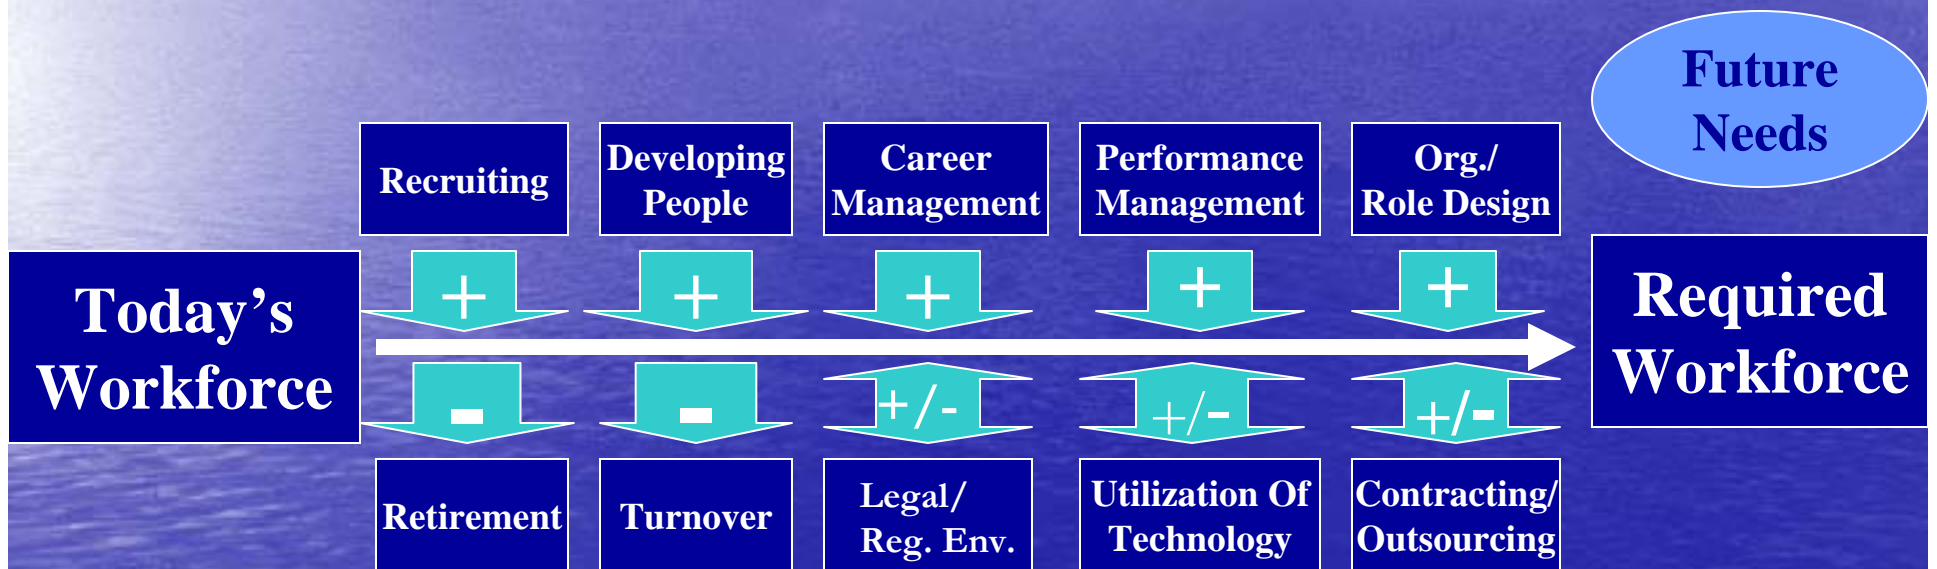 Future
Needs
Recruiting
Developing
People
Career
Management
Performance
Management
Org./
Role Design
Today's
Workforce
+
+
+
+
+
Required
Workforce
-
-
+/-
+/-
+/-
Retirement
Turnover
Legal/
Reg. Env.
Utilization Of
Technology
Contracting/
Outsourcing